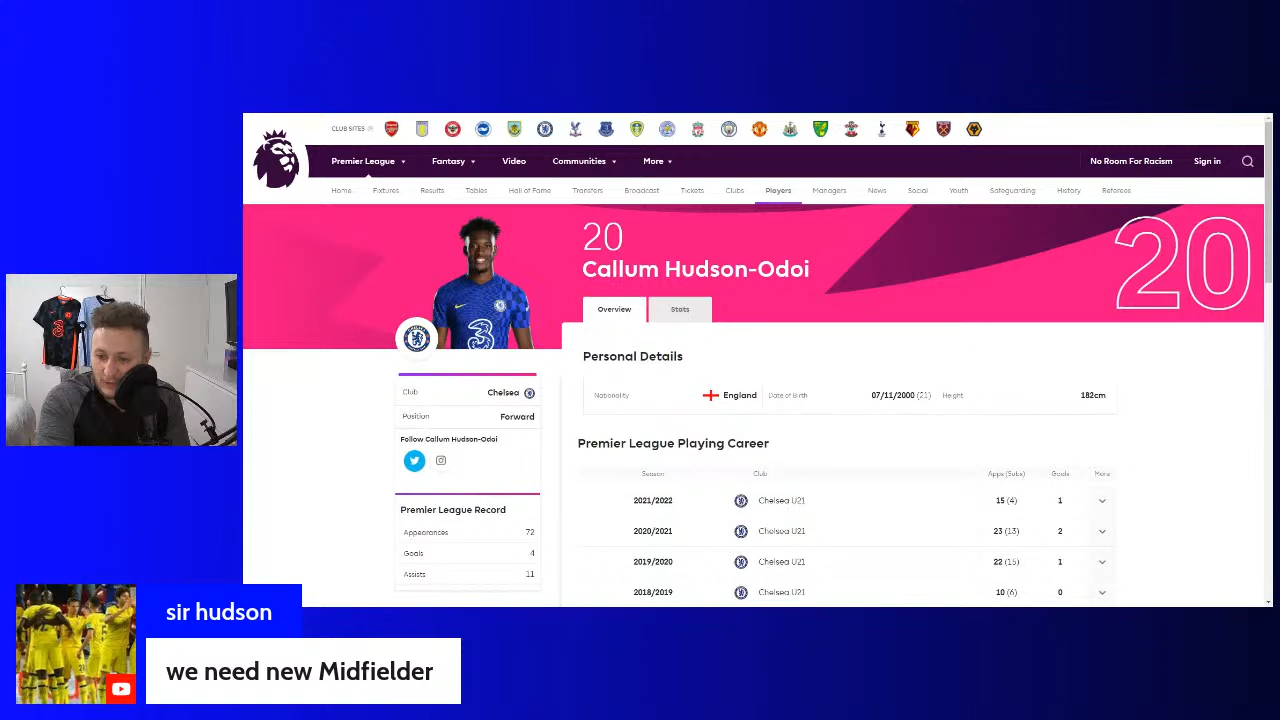 CLUB SITES
Premier League Fantasy Video Communities More No Room For Racism Sign in
Home Fixtures Results Tables Hall of Fame Transfers Broadcast Tickets Clubs Players Managers News Social Youth Safeguarding History Referees
20
20
Callum Hudson-Odoi
Overview Stats
Club Chelsea
Position Forward
Follow Callum Hudson-Odoi
Premier League Record
Appearances 72
Goals 4
Assists 11
Personal Details
Nationality England Date of Birth 07/11/2000 (21) Height 182cm
Premier League Playing Career
Season Club Apps (Subs) Goals More
2021/2022 Chelsea U21 15 (4) 1
2020/2021 Chelsea U21 23 (13) 2
2019/2020 Chelsea U21 22 (15) 1
2018/2019 Chelsea U21 10 (6) 0
sir hudson
we need new Midfielder